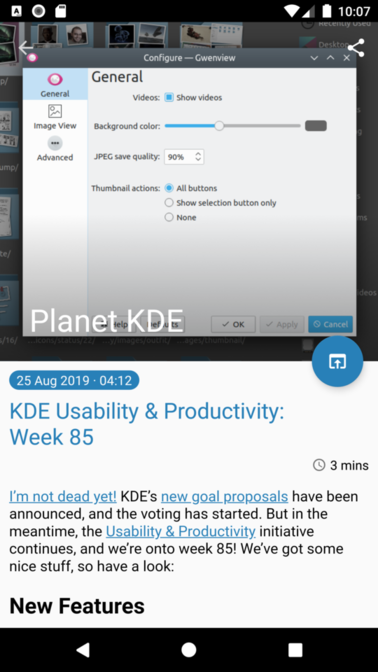 10:07
Recently Used
Desktop
Configure — Gwenview
General
General
Videos: Show videos
Image View
Background color:
Advanced
JPEG save quality: 90%
Thumbnail actions: All buttons
Show selection button only
None
Planet KDE
Help
Defaults
OK
Apply
Cancel
25 Aug 2019 · 04:12
KDE Usability & Productivity:
Week 85
3 mins
I'm not dead yet! KDE's new goal proposals have been
announced, and the voting has started. But in the
meantime, the Usability & Productivity initiative
continues, and we're onto week 85! We've got some
nice stuff, so have a look:
New Features